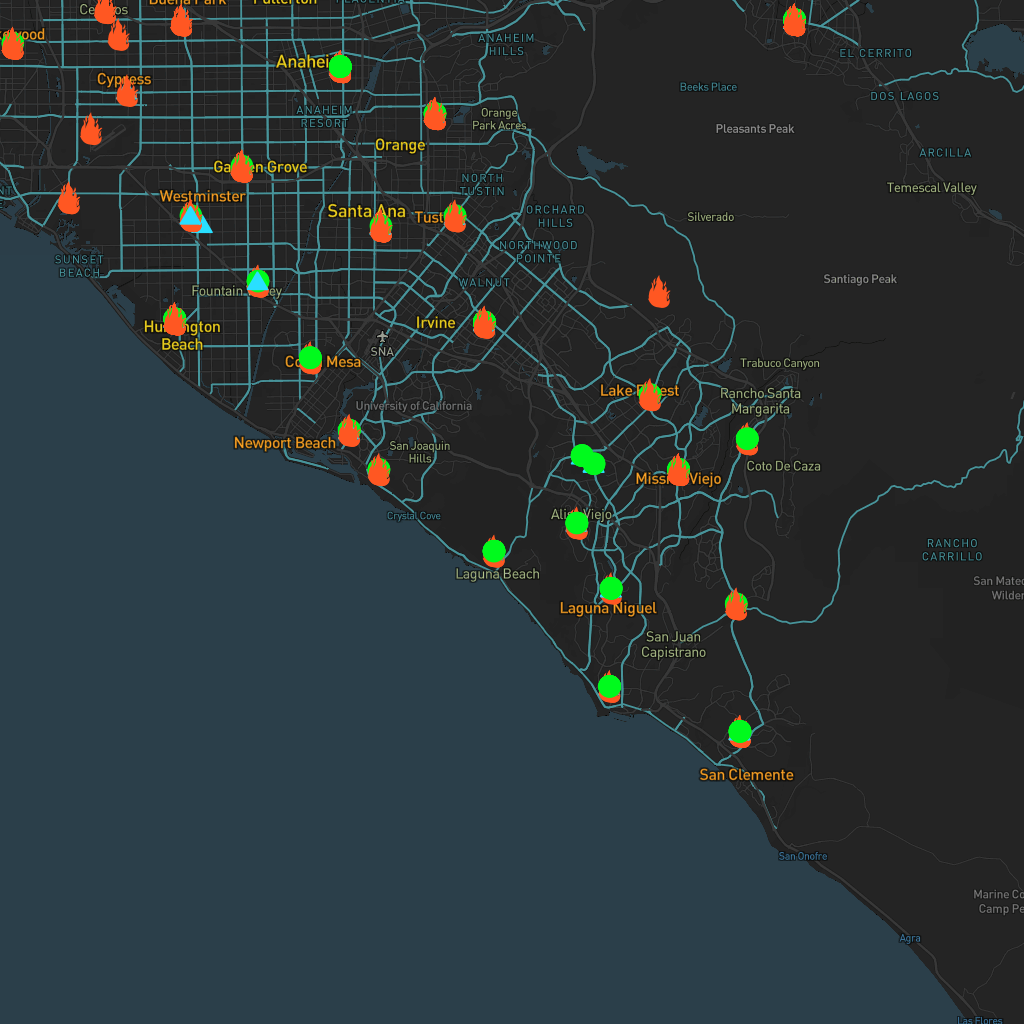 Buena Park
Fullerton
PLACENTIA
Cerritos
Anaheim
ANAHEIM
HILLS
EL CERRITO
Cypress
Beeks Place
DOS LAGOS
ANAHEIM
RESORT
Orange
Park Acres
Pleasants Peak
Orange
ARCILLA
Garden Grove
NORTH
TUSTIN
Temescal Valley
Westminster
Santa Ana
Tustin
ORCHARD
HILLS
Silverado
NORTHWOOD
POINTE
SUNSET
BEACH
WALNUT
Santiago Peak
Fountain Valley
Huntington
Beach
Irvine
SNA
Costa Mesa
Trabuco Canyon
Lake Forest
Rancho Santa
Margarita
University of California
Newport Beach
San Joaquin
Hills
Coto De Caza
Mission Viejo
Crystal Cove
Aliso Viejo
RANCHO
CARRILLO
Laguna Beach
San Mateo
Wilder
Laguna Niguel
San Juan
Capistrano
San Clemente
San Onofre
Marine Co
Camp Pe
Agra
Las Flores